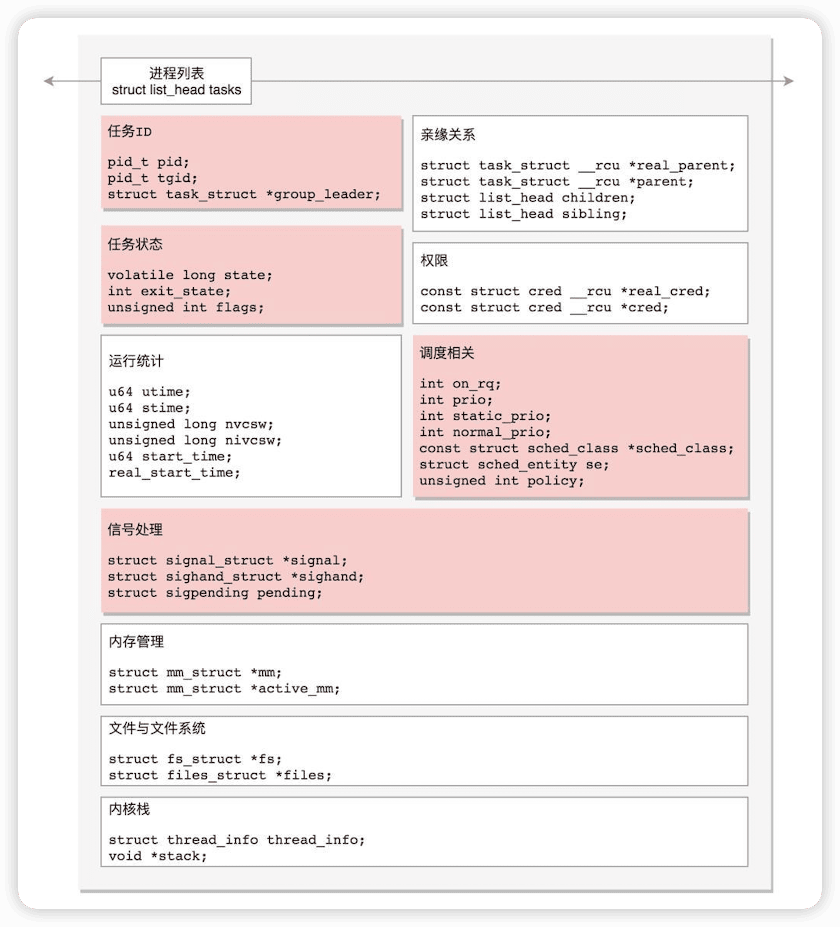 进程列表
struct list_head tasks
任务ID
pid_t pid;
pid_t tgid;
struct task_struct *group_leader;
亲缘关系
struct task_struct __rcu *real_parent;
struct task_struct __rcu *parent;
struct list_head children;
struct list_head sibling;
任务状态
volatile long state;
int exit_state;
unsigned int flags;
权限
const struct cred __rcu *real_cred;
const struct cred __rcu *cred;
运行统计
u64 utime;
u64 stime;
unsigned long nvcsw;
unsigned long nivcsw;
u64 start_time;
real_start_time;
调度相关
int on_rq;
int prio;
int static_prio;
int normal_prio;
const struct sched_class *sched_class;
struct sched_entity se;
unsigned int policy;
信号处理
struct signal_struct *signal;
struct sighand_struct *sighand;
struct sigpending pending;
内存管理
struct mm_struct *mm;
struct mm_struct *active_mm;
文件与文件系统
struct fs_struct *fs;
struct files_struct *files;
内核栈
struct thread_info thread_info;
void *stack;